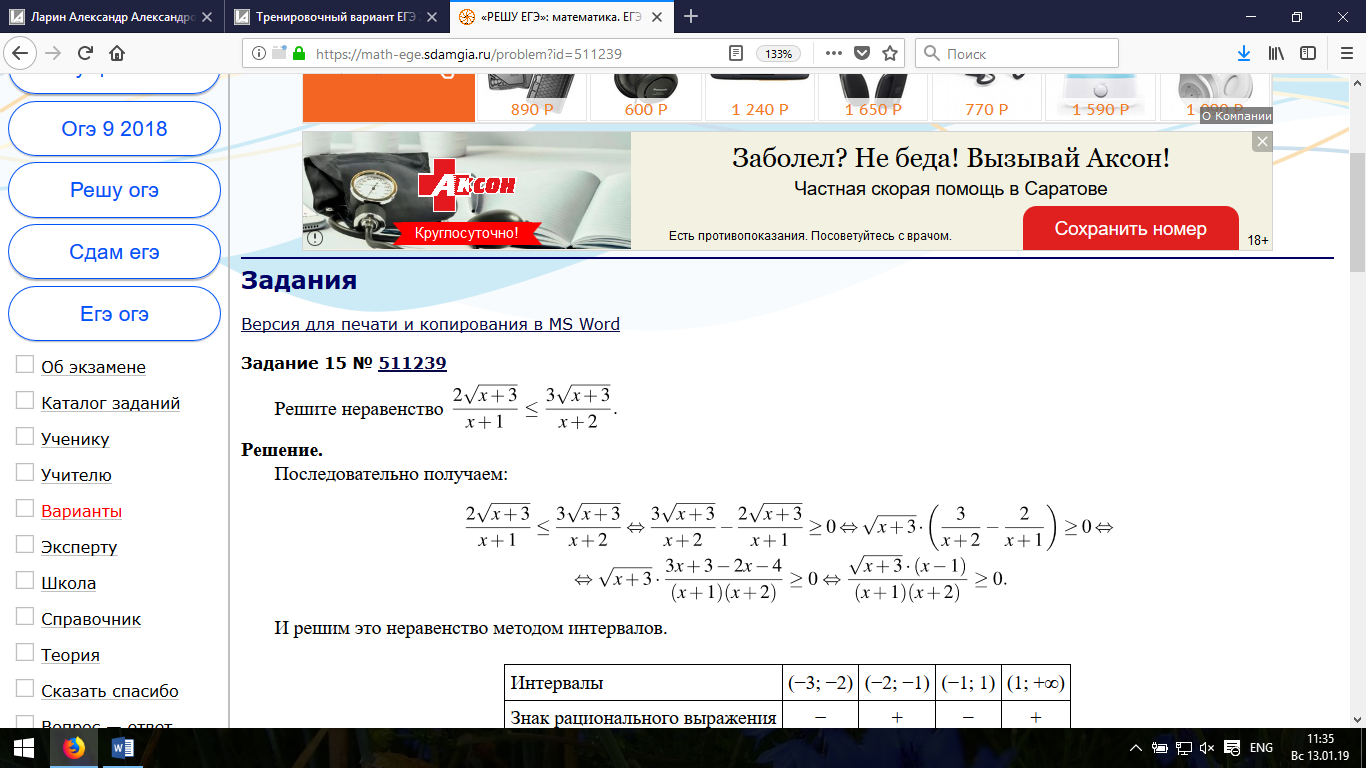 Ларин Александр Александро
Тренировочный вариант ЕГЭ
«РЕШУ ЕГЭ»: математика. ЕГЭ
https://math-ege.sdamgia.ru/problem?id=511239
133%
Поиск
890 Р
600 Р
1 240 Р
1 650 Р
770 Р
1 590 Р
О Компании
Огэ 9 2018
Решу огэ
Сдам егэ
Егэ огэ
Об экзамене
Каталог заданий
Ученику
Учителю
Варианты
Эксперту
Школа
Справочник
Теория
Сказать спасибо
Вопрос — ответ
Аксон
Круглосуточно!
Заболел? Не беда! Вызывай Аксон!
Частная скорая помощь в Саратове
Есть противопоказания. Посоветуйтесь с врачом.
Сохранить номер
18+
Задания
Версия для печати и копирования в MS Word
Задание 15 № 511239
Решите неравенство 2√(x+3)/(x+1) ≤ 3√(x+3)/(x+2).
Решение.
Последовательно получаем:
2√(x+3)/(x+1) ≤ 3√(x+3)/(x+2) ⇔ 3√(x+3)/(x+2) − 2√(x+3)/(x+1) ≥ 0 ⇔ √(x+3) · (3/(x+2) − 2/(x+1)) ≥ 0 ⇔
⇔ √(x+3) · (3x+3−2x−4)/((x+1)(x+2)) ≥ 0 ⇔ √(x+3) · (x−1)/((x+1)(x+2)) ≥ 0.
И решим это неравенство методом интервалов.
Интервалы (−3; −2) (−2; −1) (−1; 1) (1; +∞)
Знак рационального выражения − + − +
ENG
11:35
Вс 13.01.19